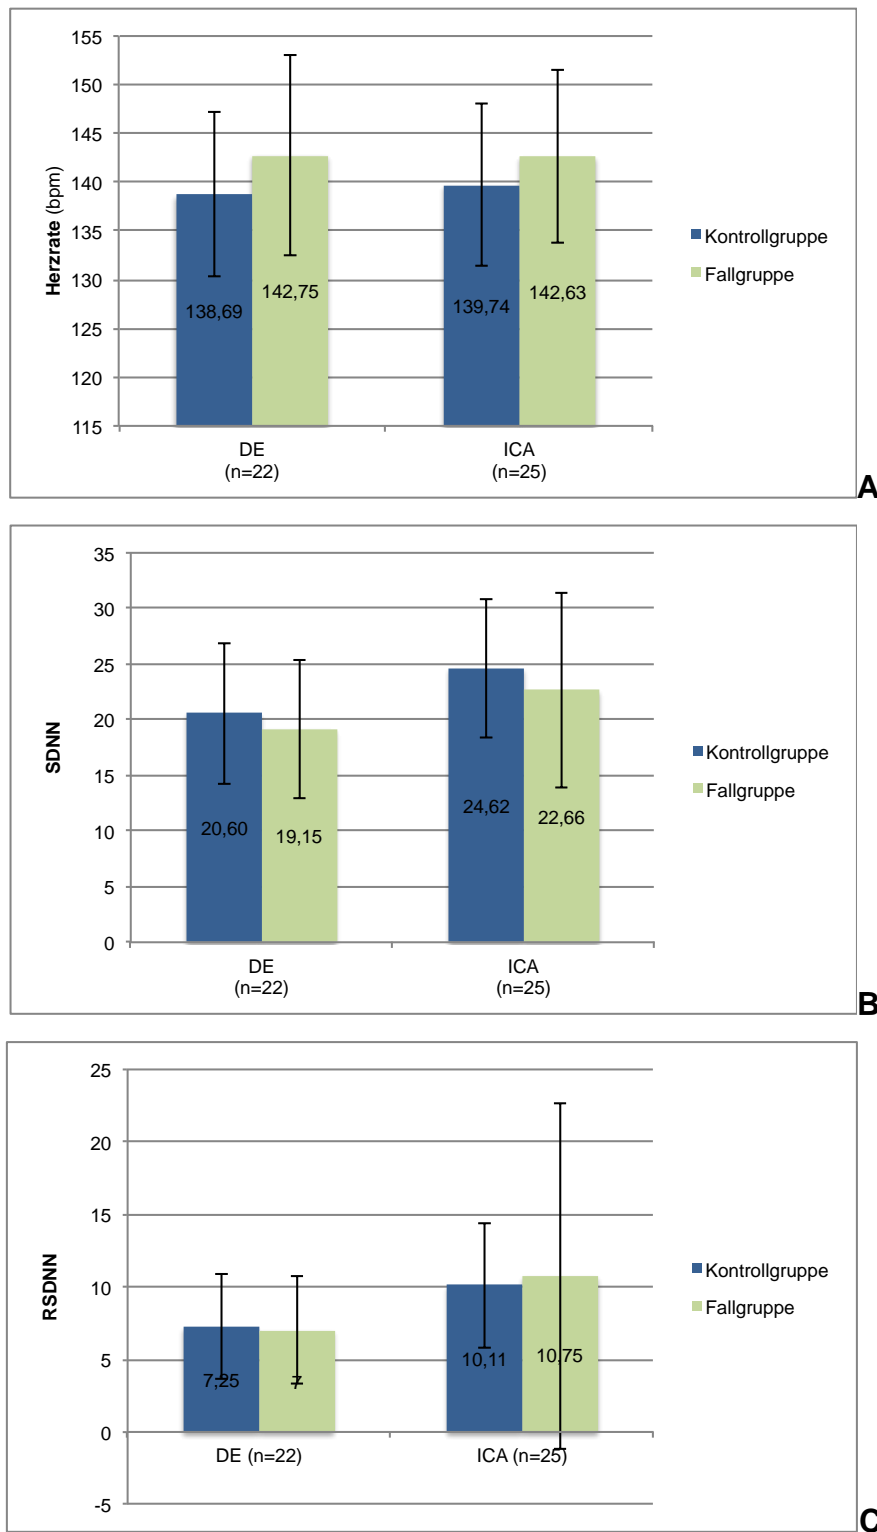 155
150
145
140
135
130
125
120
115
Herzrate (bpm)
138,69
142,75
139,74
142,63
DE
(n=22)
ICA
(n=25)
Kontrollgruppe
Fallgruppe
A
35
30
25
20
15
10
5
0
SDNN
20,60
19,15
24,62
22,66
DE
(n=22)
ICA
(n=25)
Kontrollgruppe
Fallgruppe
B
25
20
15
10
5
0
-5
RSDNN
7,25
7
10,11
10,75
DE (n=22)
ICA (n=25)
Kontrollgruppe
Fallgruppe
C